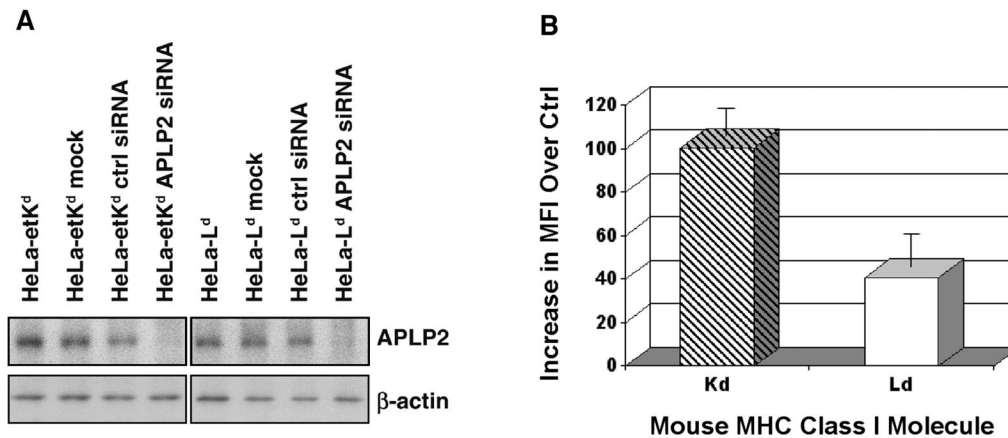 A
HeLa-etKᵈ
HeLa-etKᵈ mock
HeLa-etKᵈ ctrl siRNA
HeLa-etKᵈ APLP2 siRNA
HeLa-Lᵈ
HeLa-Lᵈ mock
HeLa-Lᵈ ctrl siRNA
HeLa-Lᵈ APLP2 siRNA
APLP2
β-actin
B
Increase in MFI Over Ctrl
120
100
80
60
40
20
0
Kd
Ld
Mouse MHC Class I Molecule